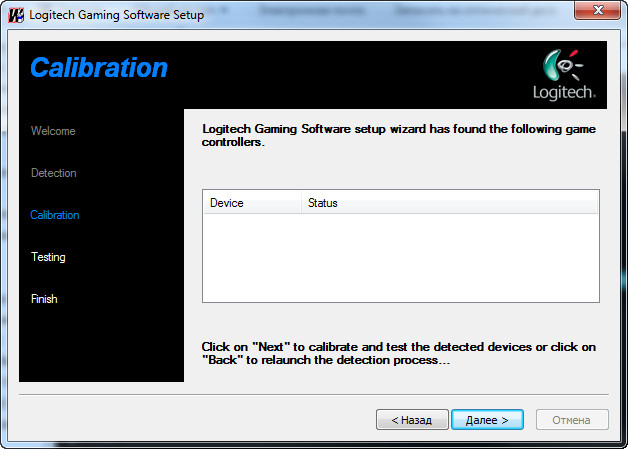 Logitech Gaming Software Setup
Calibration
Logitech
Welcome
Detection
Calibration
Testing
Finish
Logitech Gaming Software setup wizard has found the following game
controllers.
Device Status
Click on "Next" to calibrate and test the detected devices or click on
"Back" to relaunch the detection process...
< Назад Далее > Отмена